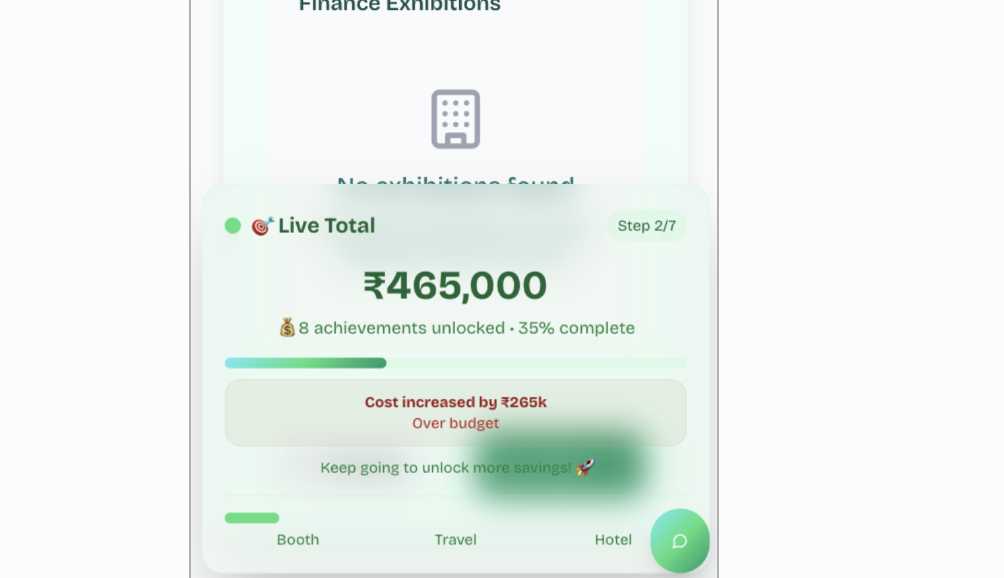 Finance Exhibitions
No exhibitions found
🎯 Live Total
Step 2/7
₹465,000
💰8 achievements unlocked • 35% complete
Cost increased by ₹265k
Over budget
Keep going to unlock more savings! 🚀
Booth
Travel
Hotel